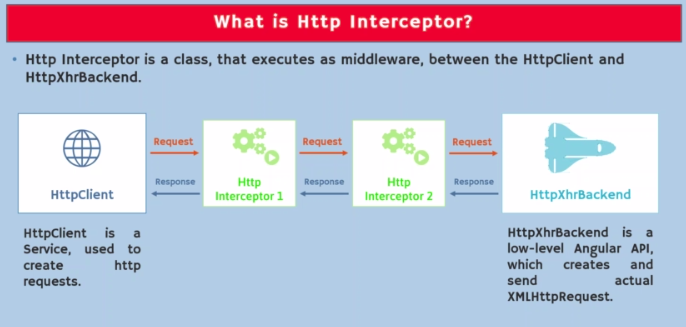 What is Http Interceptor?
• Http Interceptor is a class, that executes as middleware, between the HttpClient and
HttpXhrBackend.
Request
Request
Request
Response
Response
Response
HttpClient
Http
Interceptor 1
Http
Interceptor 2
HttpXhrBackend
HttpClient is a
Service, used to
create http
requests.
HttpXhrBackend is a
low-level Angular API,
which creates and
send actual
XMLHttpRequest.